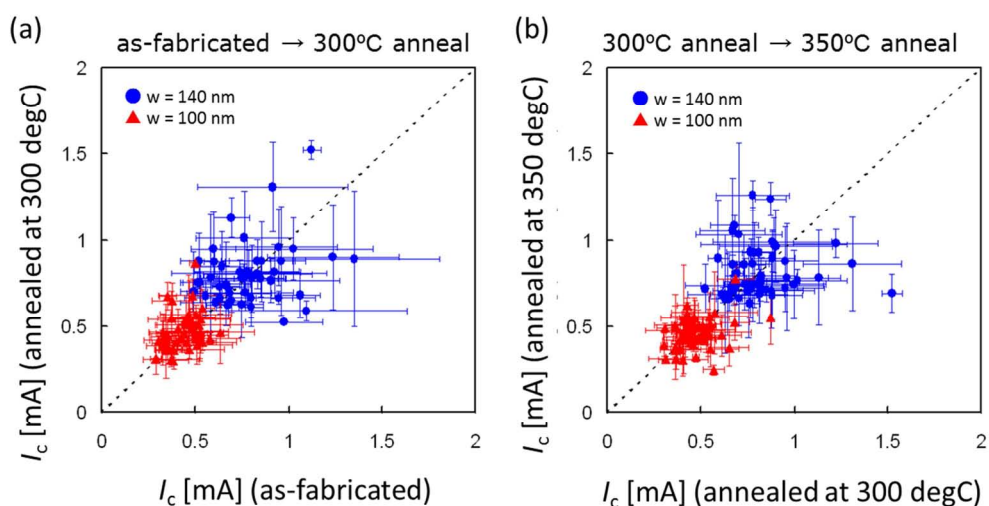 (a)
as-fabricated → 300°C anneal
2
1.5
1
0.5
0
w = 140 nm
w = 100 nm
I_c [mA] (annealed at 300 degC)
0
0.5
1
1.5
2
I_c [mA] (as-fabricated)
(b)
300°C anneal → 350°C anneal
2
1.5
1
0.5
0
w = 140 nm
w = 100 nm
I_c [mA] (annealed at 350 degC)
0
0.5
1
1.5
2
I_c [mA] (annealed at 300 degC)